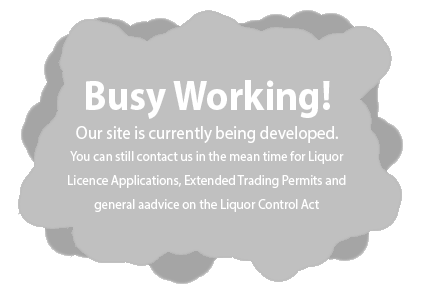 Busy Working!
Our site is currently being developed.
You can still contact us in the mean time for Liquor
Licence Applications, Extended Trading Permits and
general aadvice on the Liquor Control Act